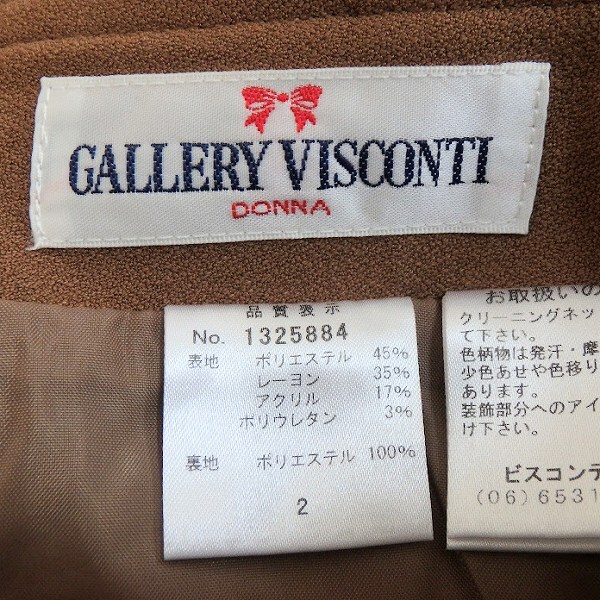 GALLERY VISCONTI
DONNA
品質表示
No. 1325884
表地 ポリエステル 45%
レーヨン 35%
アクリル 17%
ポリウレタン 3%
裏地 ポリエステル 100%
2
お取扱いの
クリーニングネッ
て下さい。
色柄物は発汗・摩
少色あせや色移り
あります。
装飾部分へのアイ
け下さい。
ビスコンテ
(06)6531